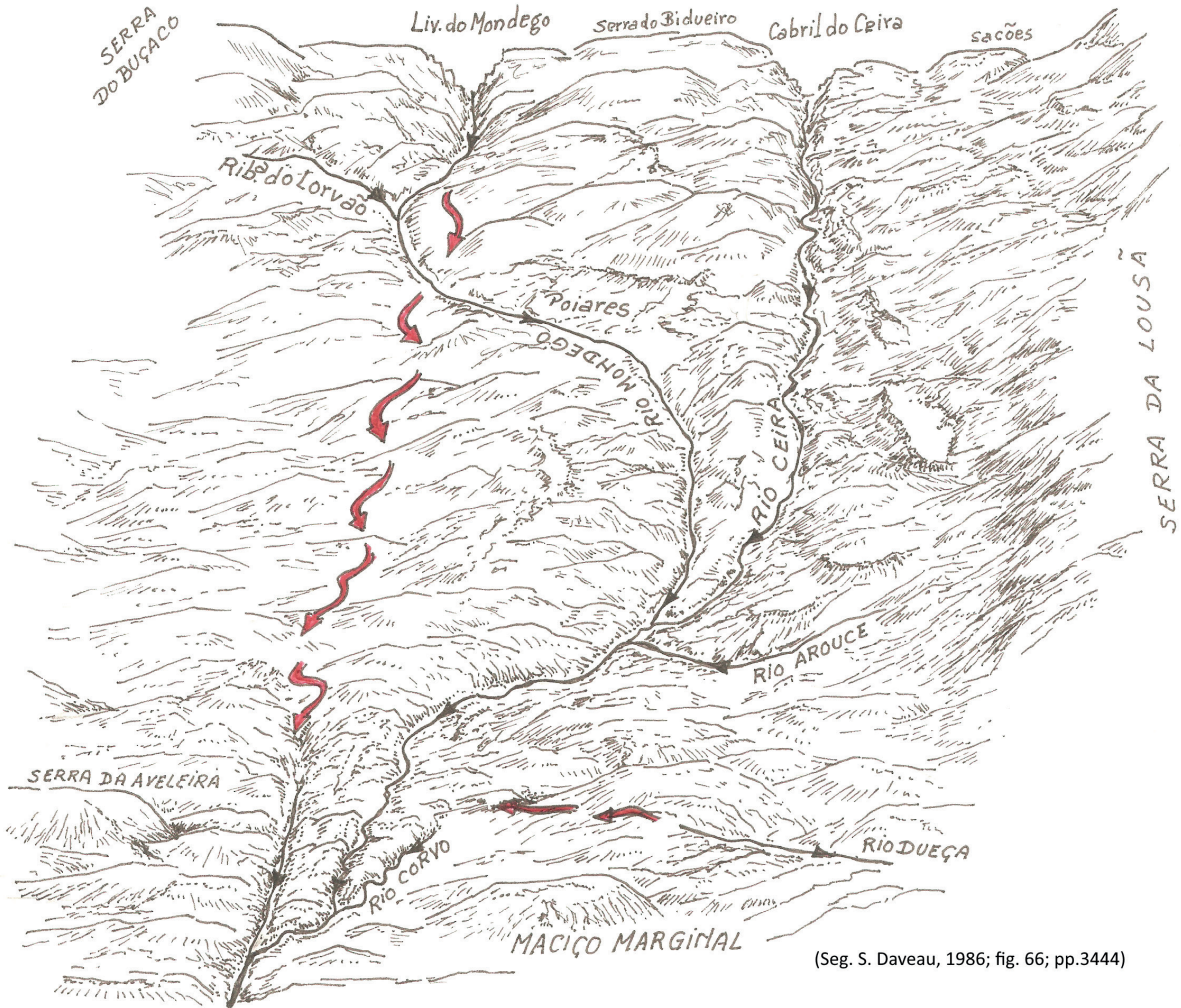 SERRA
DO BUÇACO
Liv. do Mondego
Serra do Bidueiro
Cabril do Ceira
sacões
Ribª do Lorvão
Poiares
RIO MONDEGO
RIO CEIRA
SERRA DA LOUSÃ
RIO AROUCE
SERRA DA AVELEIRA
RIO DUEÇA
RIO CORVO
MACIÇO MARGINAL
(Seg. S. Daveau, 1986; fig. 66; pp.3444)